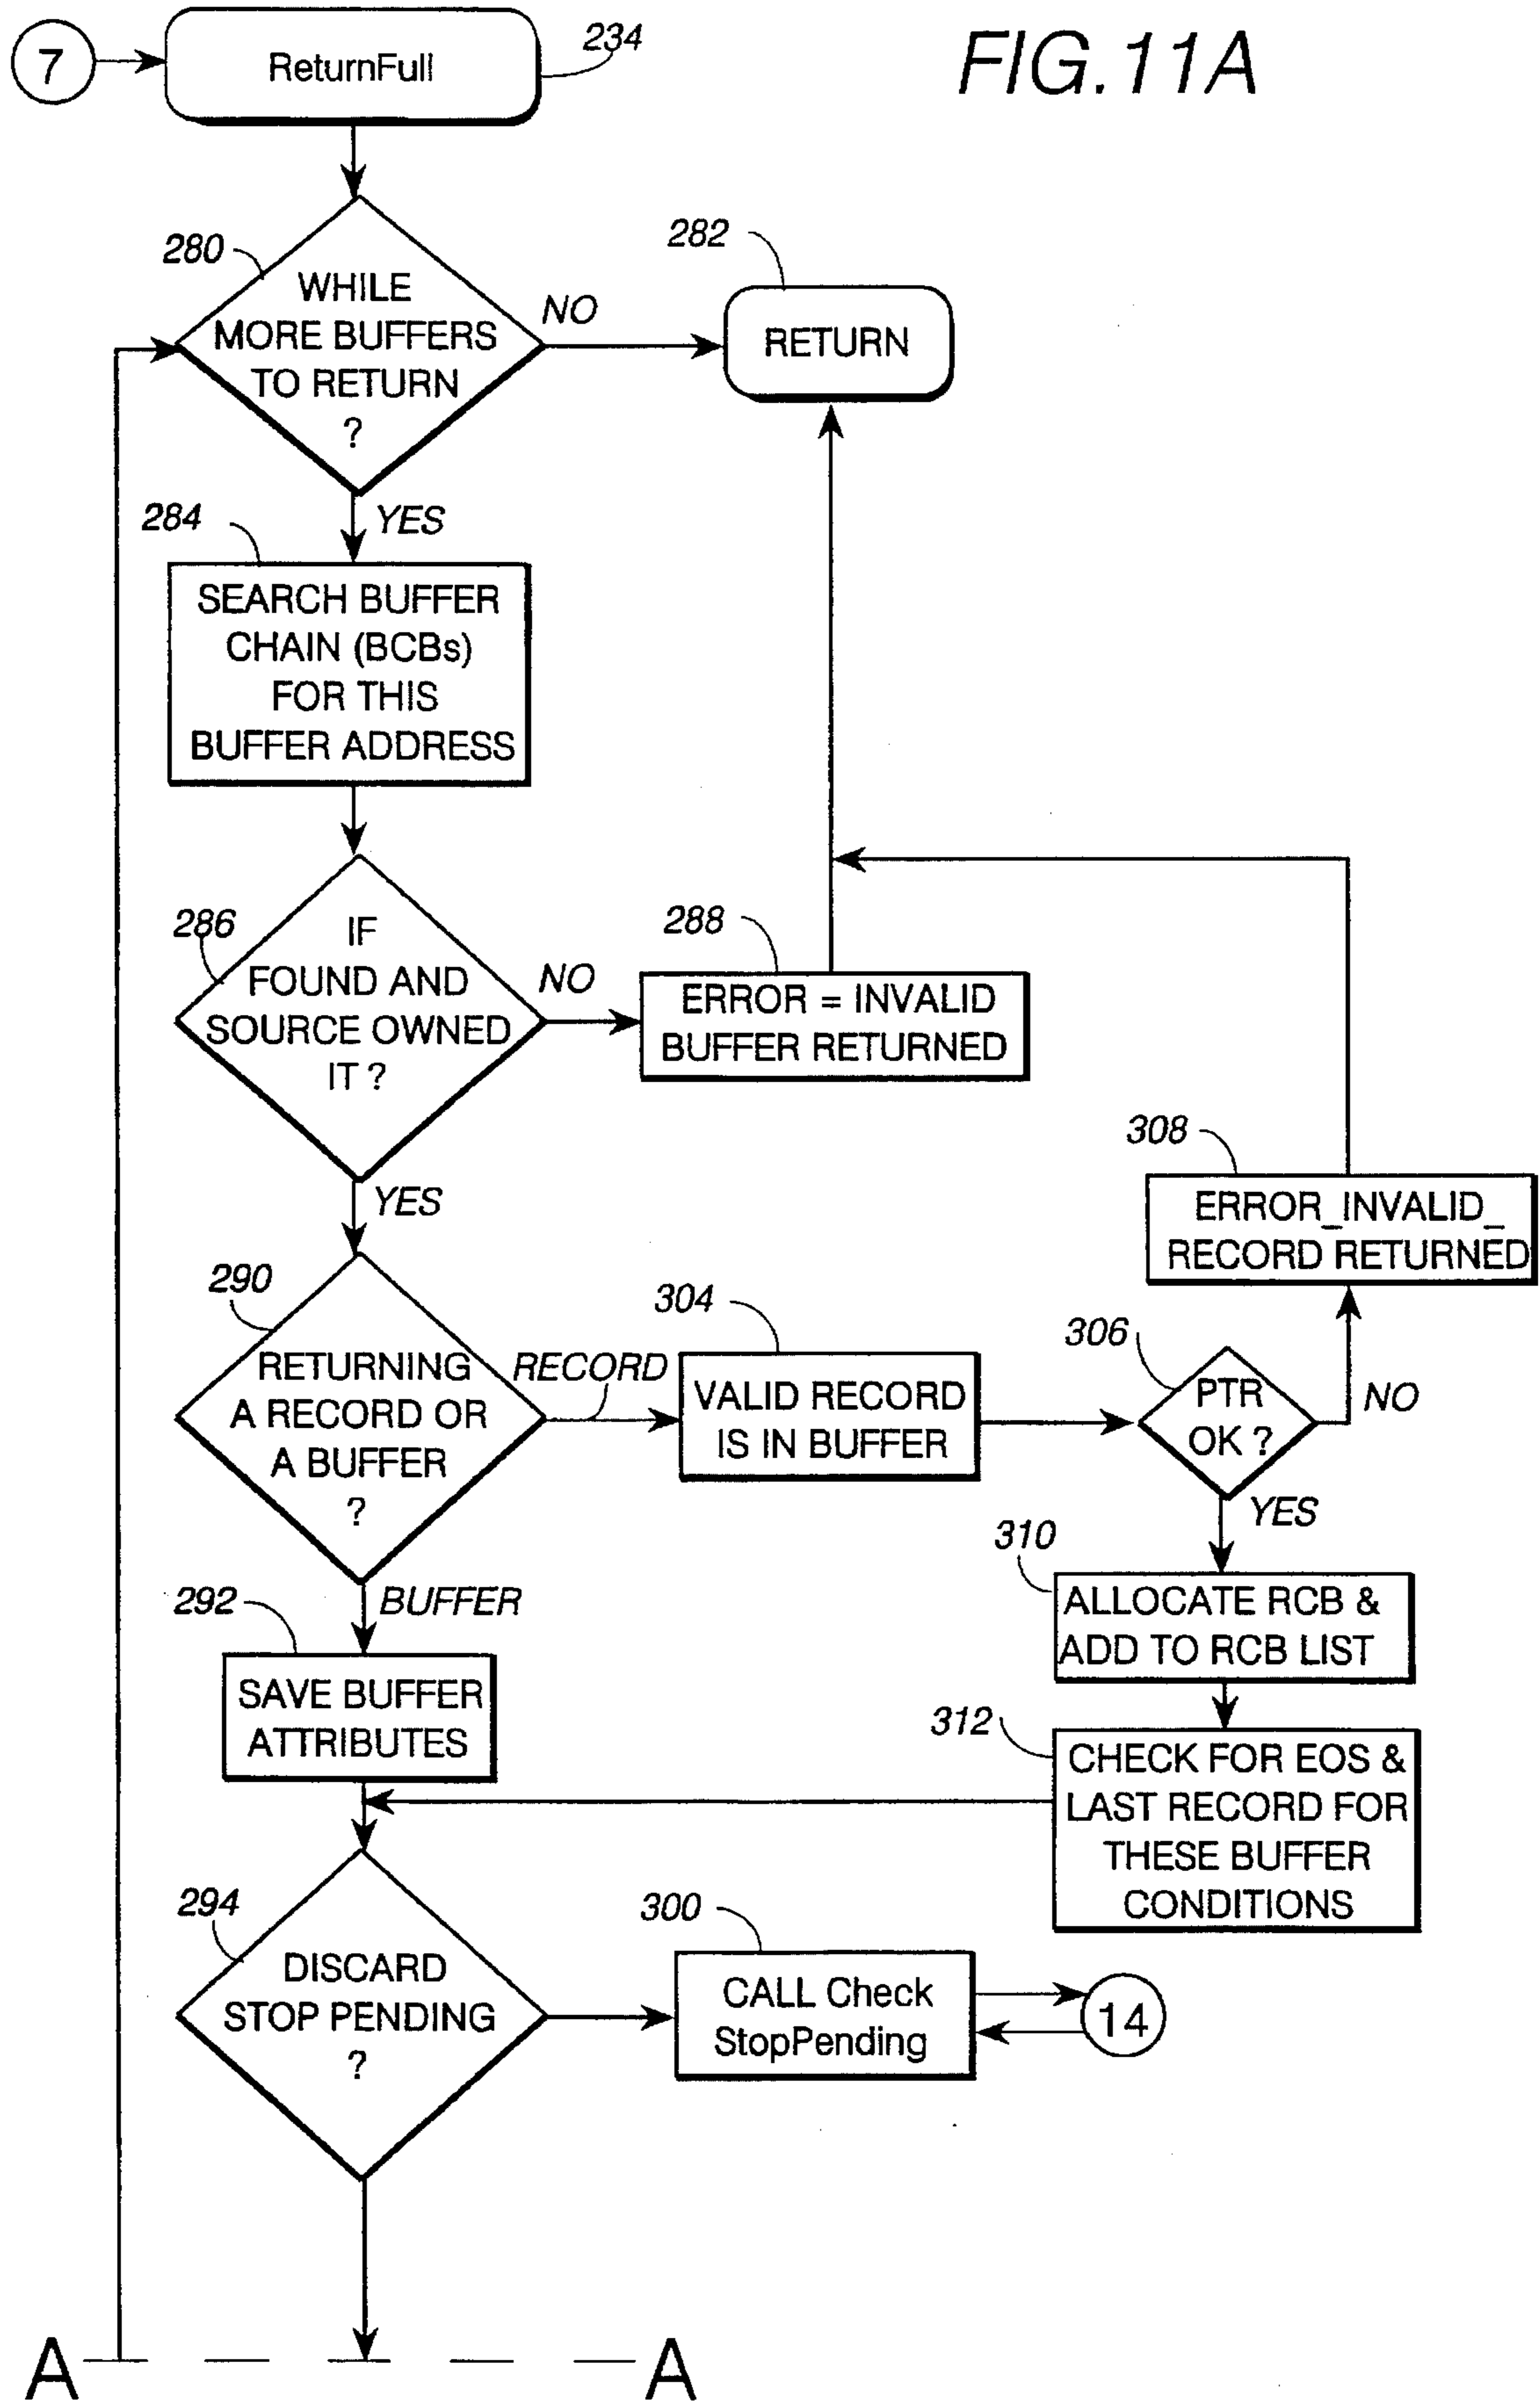 7
ReturnFull
234
FIG.11A
280
WHILE
MORE BUFFERS
TO RETURN
?
NO
282
RETURN
YES
284
SEARCH BUFFER
CHAIN (BCBs)
FOR THIS
BUFFER ADDRESS
286
IF
FOUND AND
SOURCE OWNED
IT ?
NO
288
ERROR = INVALID
BUFFER RETURNED
YES
308
ERROR_INVALID_
RECORD RETURNED
290
RETURNING
A RECORD OR
A BUFFER
?
RECORD
304
VALID RECORD
IS IN BUFFER
306
PTR
OK ?
NO
YES
310
ALLOCATE RCB &
ADD TO RCB LIST
BUFFER
292
SAVE BUFFER
ATTRIBUTES
312
CHECK FOR EOS &
LAST RECORD FOR
THESE BUFFER
CONDITIONS
294
DISCARD
STOP PENDING
?
300
CALL Check
StopPending
14
A
A